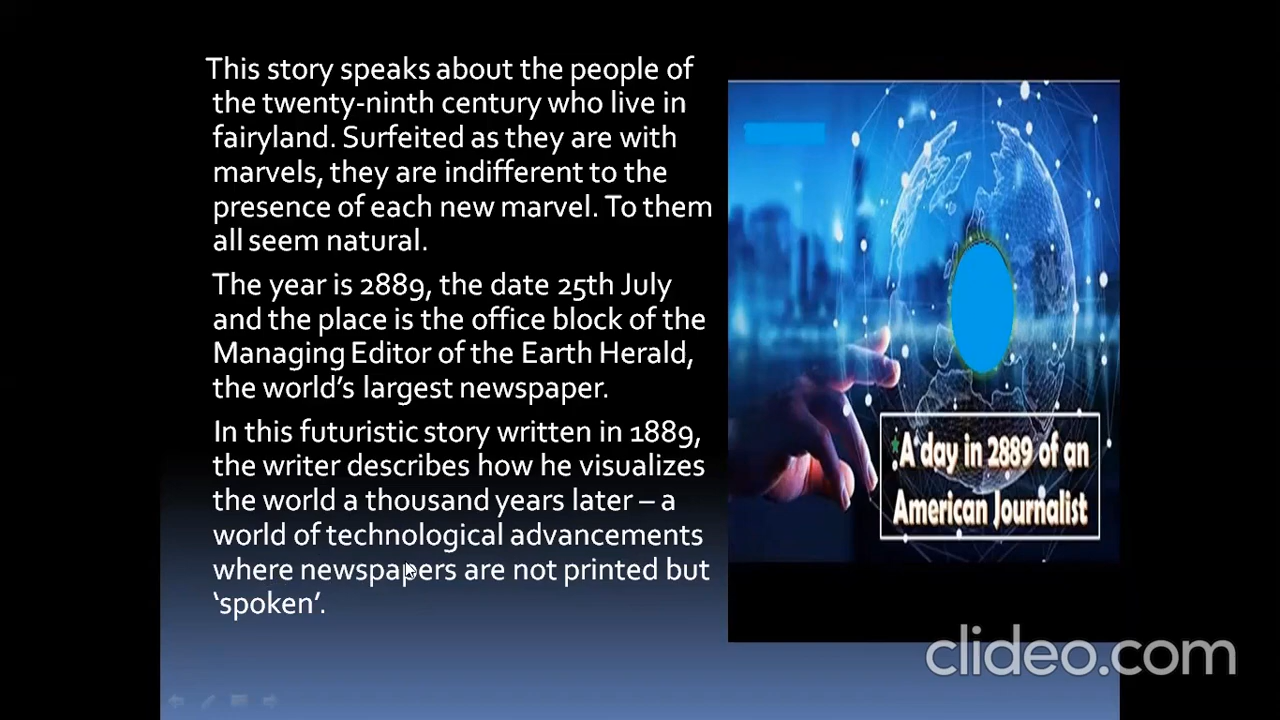 This story speaks about the people of
the twenty-ninth century who live in
fairyland. Surfeited as they are with
marvels, they are indifferent to the
presence of each new marvel. To them
all seem natural.
The year is 2889, the date 25th July
and the place is the office block of the
Managing Editor of the Earth Herald,
the world's largest newspaper.
In this futuristic story written in 1889,
the writer describes how he visualizes
the world a thousand years later – a
world of technological advancements
where newspapers are not printed but
‘spoken’.
A day in 2889 of an
American Journalist
clideo.com